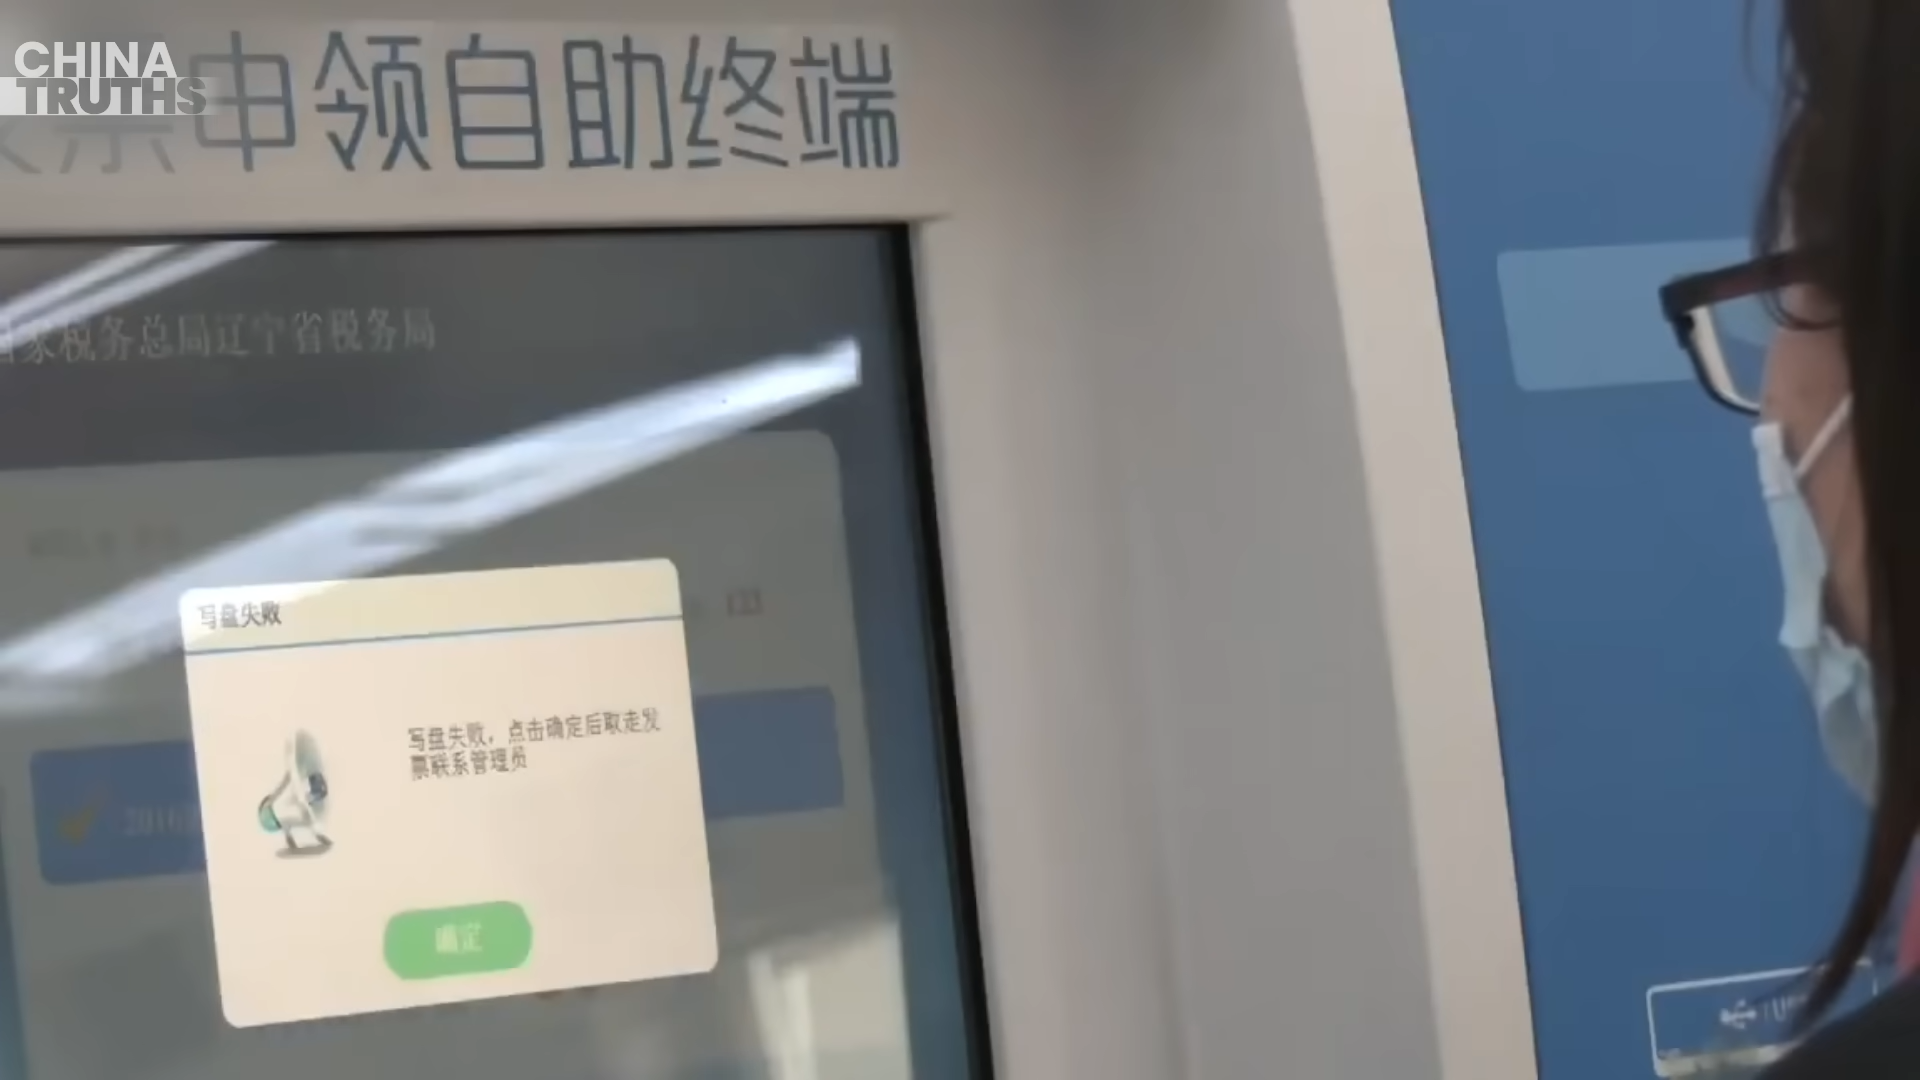 CHINA
TRUTHS
票申领自助终端
国家税务总局辽宁省税务局
写盘失败
写盘失败，点击确定后取走发
票联系管理员
确定